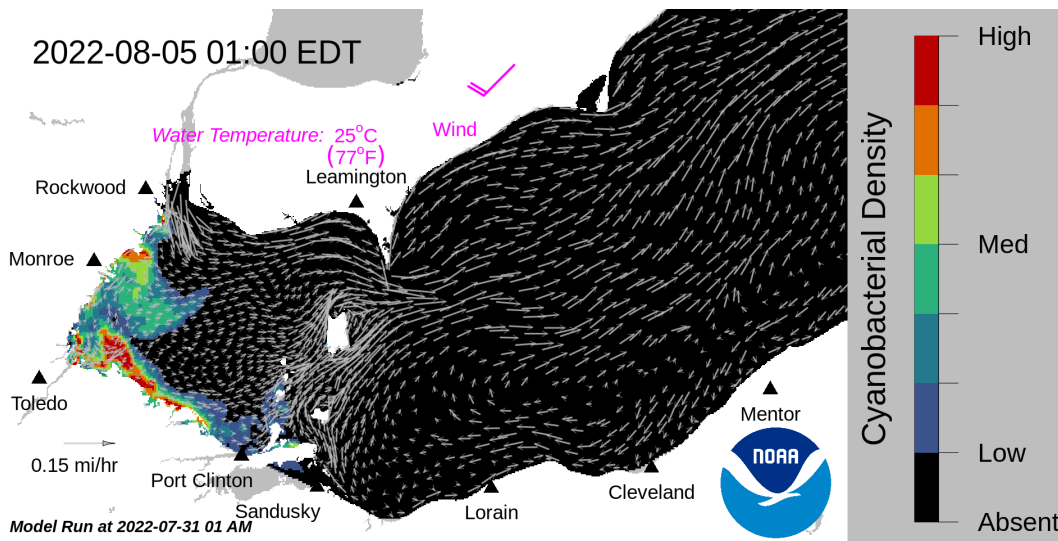 2022-08-05 01:00 EDT
Water Temperature: 25°C
(77°F)
Wind
Leamington
Rockwood
Monroe
Toledo
0.15 mi/hr
Port Clinton
Sandusky
Lorain
Cleveland
Mentor
NOAA
Model Run at 2022-07-31 01 AM
Cyanobacterial Density
High
Med
Low
Absent